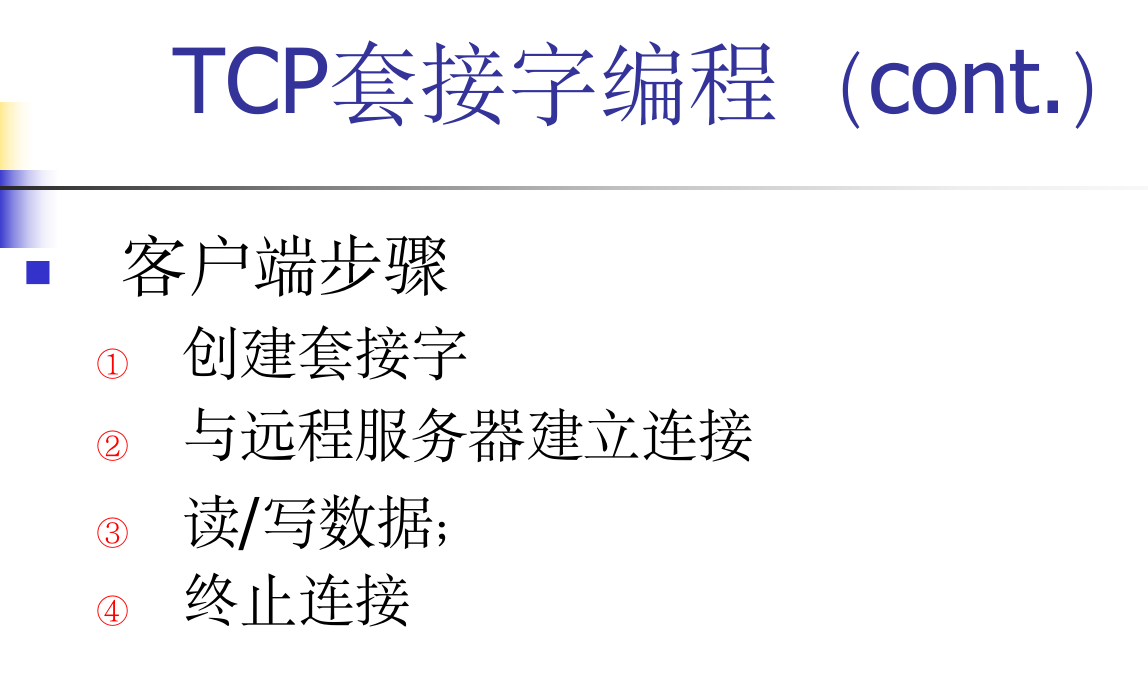 TCP套接字编程（cont.）
客户端步骤
① 创建套接字
② 与远程服务器建立连接
③ 读/写数据;
④ 终止连接